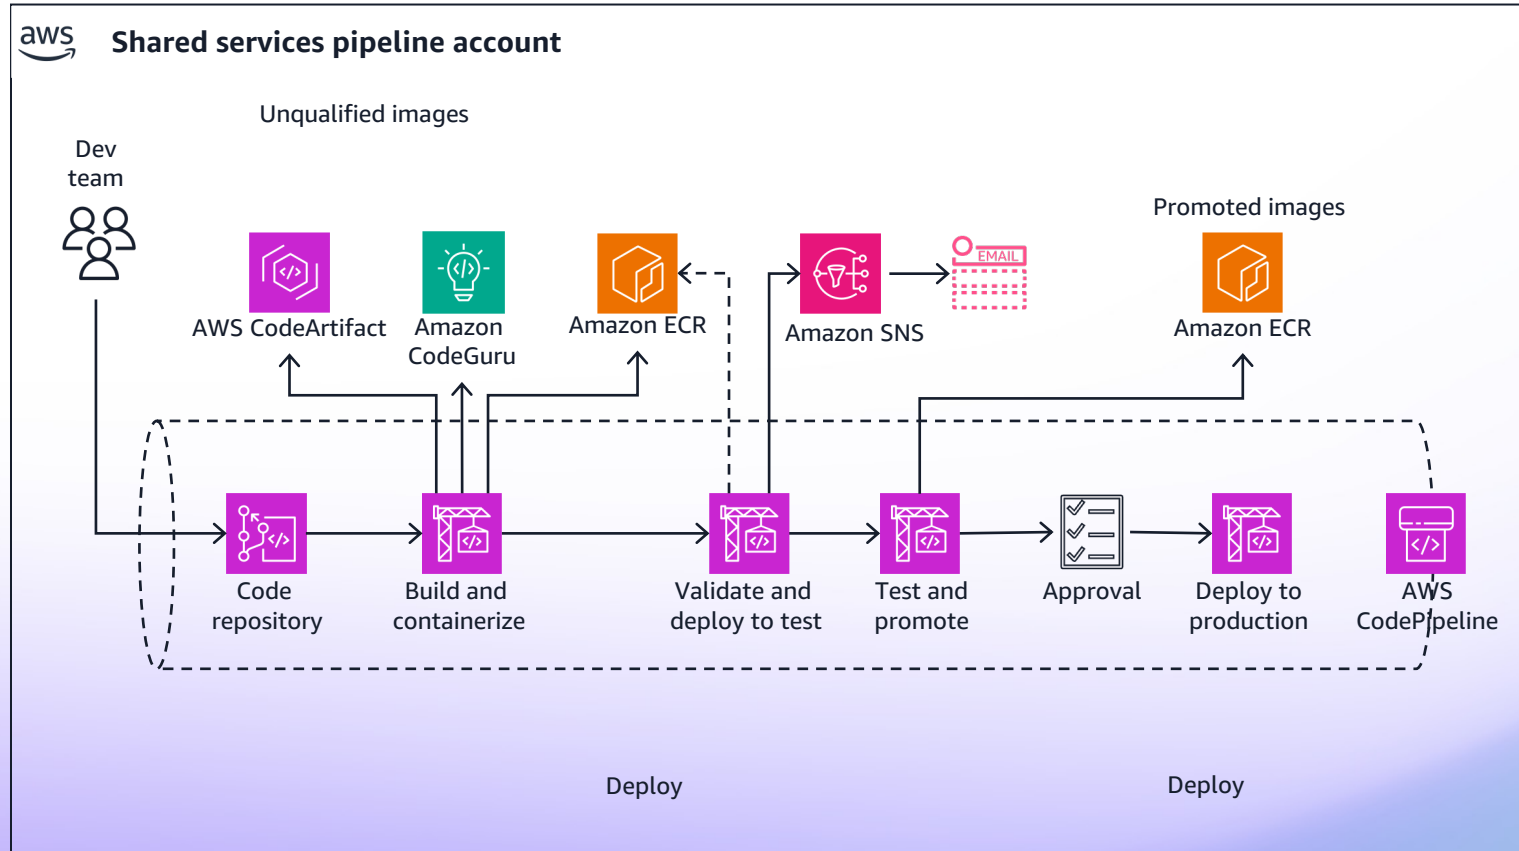 aws
Shared services pipeline account
Unqualified images
Dev
team
Promoted images
EMAIL
AWS CodeArtifact
Amazon
CodeGuru
Amazon ECR
Amazon SNS
Amazon ECR
Code
repository
Build and
containerize
Validate and
deploy to test
Test and
promote
Approval
Deploy to
production
AWS
CodePipeline
Deploy
Deploy